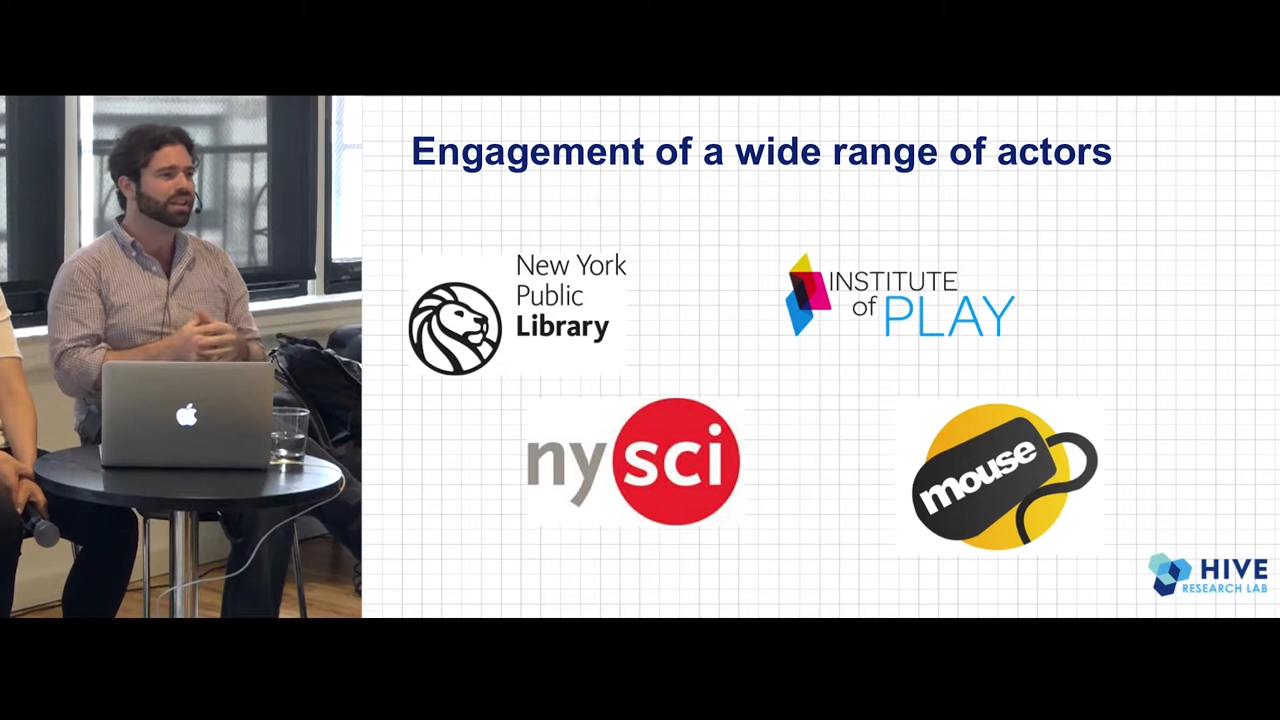 Engagement of a wide range of actors
New York
Public
Library
INSTITUTE
of PLAY
nysci
mouse
HIVE
RESEARCH LAB